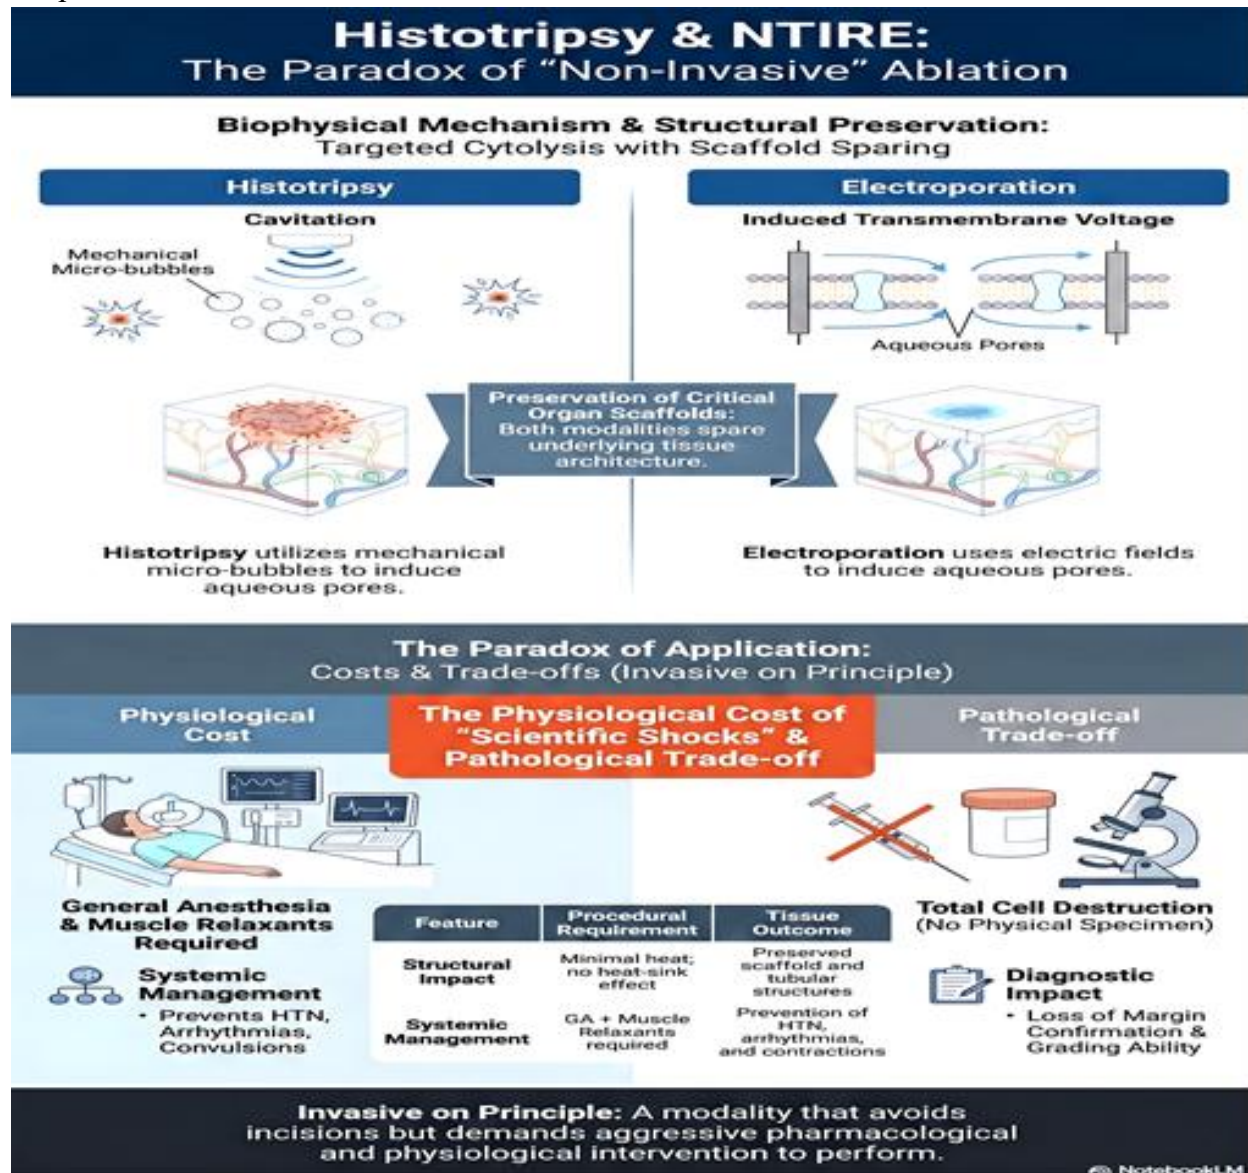 Histotripsy & NTIRE:
The Paradox of “Non-Invasive” Ablation
Biophysical Mechanism & Structural Preservation:
Targeted Cytolysis with Scaffold Sparing
Histotripsy
Cavitation
Mechanical
Micro-bubbles
Electroporation
Induced Transmembrane Voltage
Aqueous Pores
Preservation of Critical
Organ Scaffolds:
Both modalities spare
underlying tissue
architecture.
Histotripsy utilizes mechanical
micro-bubbles to induce
aqueous pores.
Electroporation uses electric fields
to induce aqueous pores.
The Paradox of Application:
Costs & Trade-offs (Invasive on Principle)
Physiological
Cost
The Physiological Cost of
“Scientific Shocks” &
Pathological Trade-off
Pathological
Trade-off
General Anesthesia
& Muscle Relaxants
Required
Systemic
Management
• Prevents HTN,
Arrhythmias,
Convulsions
Feature
Procedural
Requirement
Tissue
Outcome
Structural
Impact
Minimal heat;
no heat-sink
effect
Preserved
scaffold and
tubular
structures
Systemic
Management
GA + Muscle
Relaxants
required
Prevention of
HTN,
arrhythmias,
and contractions
Total Cell Destruction
(No Physical Specimen)
Diagnostic
Impact
• Loss of Margin
Confirmation &
Grading Ability
Invasive on Principle: A modality that avoids
incisions but demands aggressive pharmacological
and physiological intervention to perform.
NotebookLM